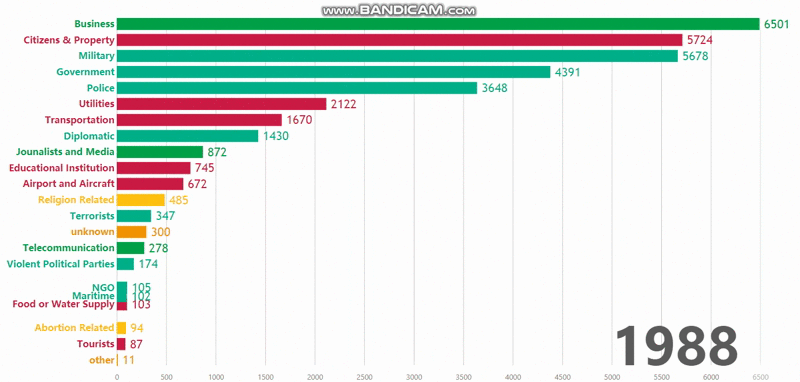 www.BANDICAM.com
Business 6501
Citizens & Property 5724
Military 5678
Government 4391
Police 3648
Utilities 2122
Transportation 1670
Diplomatic 1430
Jounalists and Media 872
Educational Institution 745
Airport and Aircraft 672
Religion Related 485
Terrorists 347
unknown 300
Telecommunication 278
Violent Political Parties 174
NGO 105
Maritime 102
Food or Water Supply 103
Abortion Related 94
Tourists 87
other 11
1988
0 500 1000 1500 2000 2500 3000 3500 4000 4500 5000 5500 6000 6500